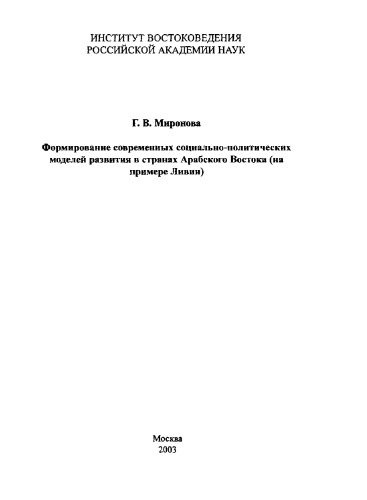 ИНСТИТУТ ВОСТОКОВЕДЕНИЯ
РОССИЙСКОЙ АКАДЕМИИ НАУК
Г. В. Миронова
Формирование современных социально-политических
моделей развития в странах Арабского Востока (на
примере Ливии)
Москва
2003